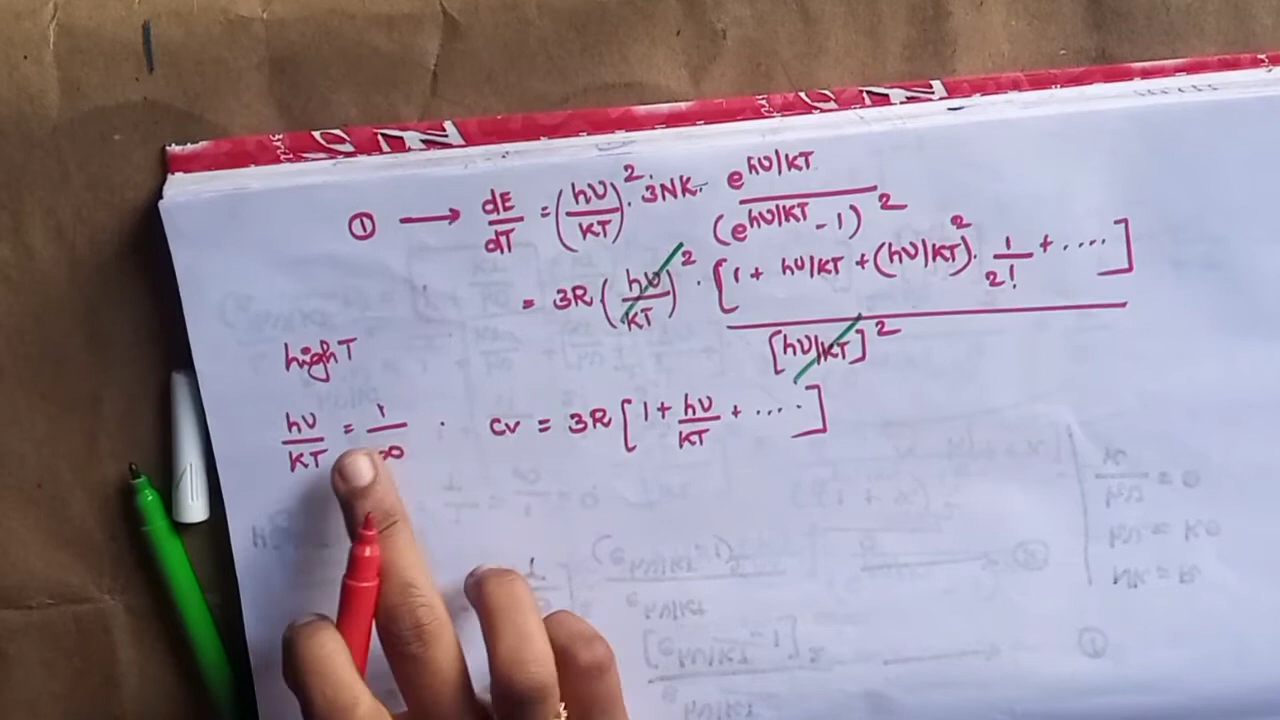 ① → dE/dT = (hυ/KT)². 3NK. e^hυ/KT / (e^hυ/KT - 1)²
= 3R (hυ/KT)² . [1 + hυ/KT + (hυ/KT)². 1/2! + ....] / [hυ/KT]²
high T
hυ/KT = 1/∞ . Cv = 3R [1 + hυ/KT + ....]